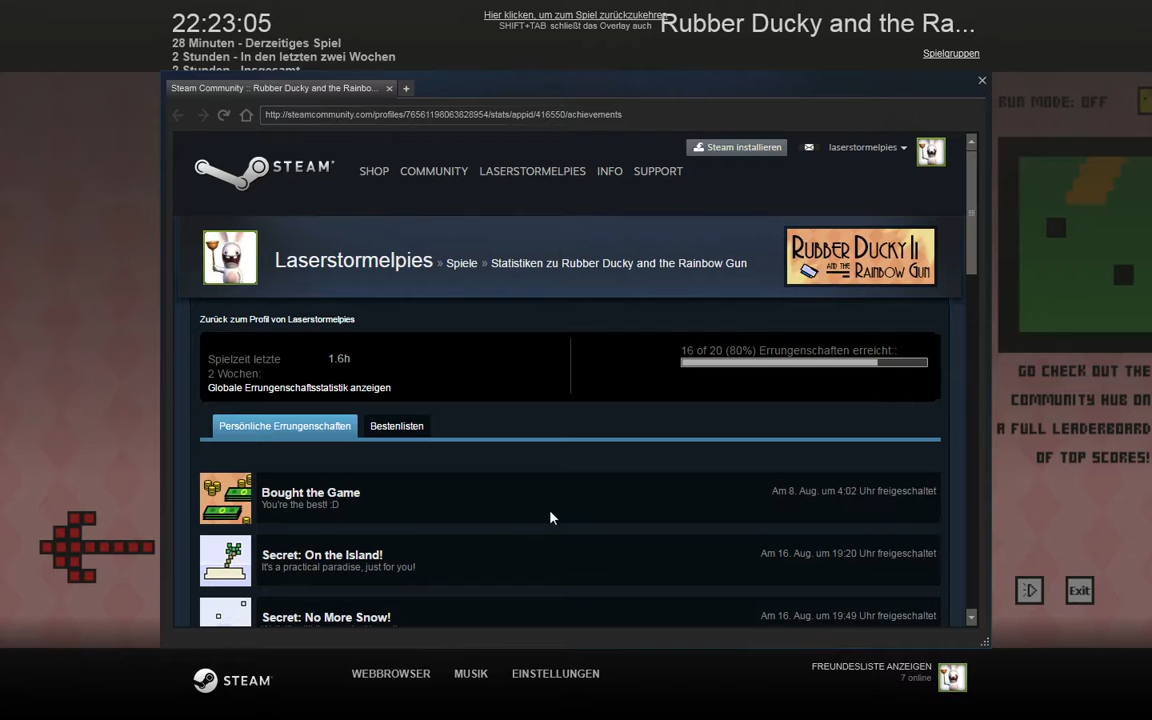 22:23:05
28 Minuten - Derzeitiges Spiel
2 Stunden - In den letzten zwei Wochen
2 Stunden - Insgesamt
Hier klicken, um zum Spiel zurückzukehren
SHIFT+TAB schließt das Overlay auch
Rubber Ducky and the Ra...
Spielgruppen
Steam Community :: Rubber Ducky and the Rainbo...
http://steamcommunity.com/profiles/76561198063828954/stats/appid/416550/achievements
Steam installieren
laserstormelpies
STEAM
SHOP COMMUNITY LASERSTORMELPIES INFO SUPPORT
Laserstormelpies » Spiele » Statistiken zu Rubber Ducky and the Rainbow Gun
RUBBER DUCKY II
AND THE RAINBOW GUN
Zurück zum Profil von Laserstormelpies
Spielzeit letzte 2 Wochen: 1.6h
Globale Errungenschaftsstatistik anzeigen
16 of 20 (80%) Errungenschaften erreicht::
Persönliche Errungenschaften
Bestenlisten
Bought the Game
You're the best! :D
Am 8. Aug. um 4:02 Uhr freigeschaltet
Secret: On the Island!
It's a practical paradise, just for you!
Am 16. Aug. um 19:20 Uhr freigeschaltet
Secret: No More Snow!
Am 16. Aug. um 19:49 Uhr freigeschaltet
RUN MODE: OFF
GO CHECK OUT THE
COMMUNITY HUB ON
A FULL LEADERBOARD
OF TOP SCORES!
Exit
STEAM
WEBBROWSER MUSIK EINSTELLUNGEN
FREUNDESLISTE ANZEIGEN
7 online